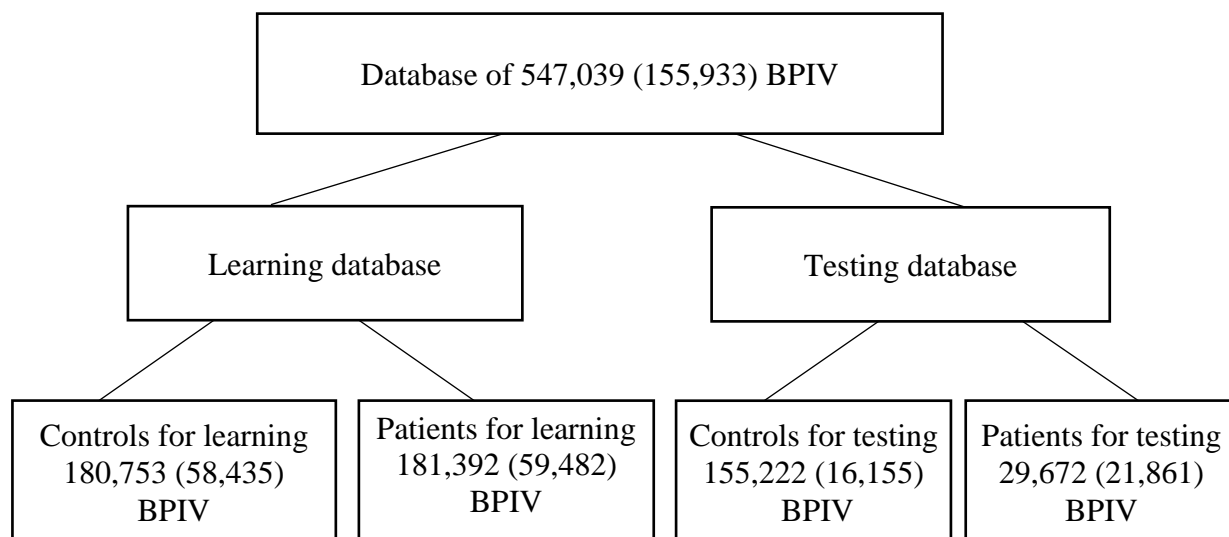 Database of 547,039 (155,933) BPIV
Learning database
Testing database
Controls for learning
180,753 (58,435)
BPIV
Patients for learning
181,392 (59,482)
BPIV
Controls for testing
155,222 (16,155)
BPIV
Patients for testing
29,672 (21,861)
BPIV